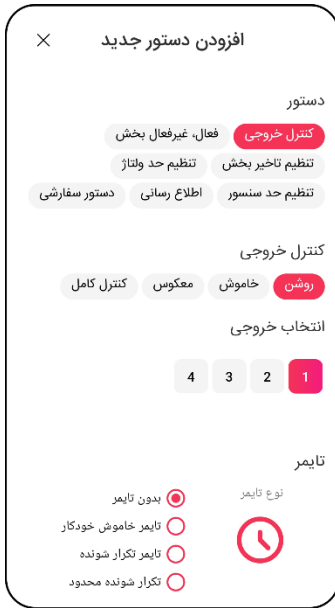 افزودن دستور جدید
دستور
کنترل خروجی فعال، غیرفعال بخش
تنظیم تاخیر بخش تنظیم حد ولتاژ
تنظیم حد سنسور اطلاع رسانی دستور سفارشی
کنترل خروجی
روشن خاموش معکوس کنترل کامل
انتخاب خروجی
1 2 3 4
تایمر
نوع تایمر
بدون تایمر
تایمر خاموش خودکار
تایمر تکرار شونده
تکرار شونده محدود